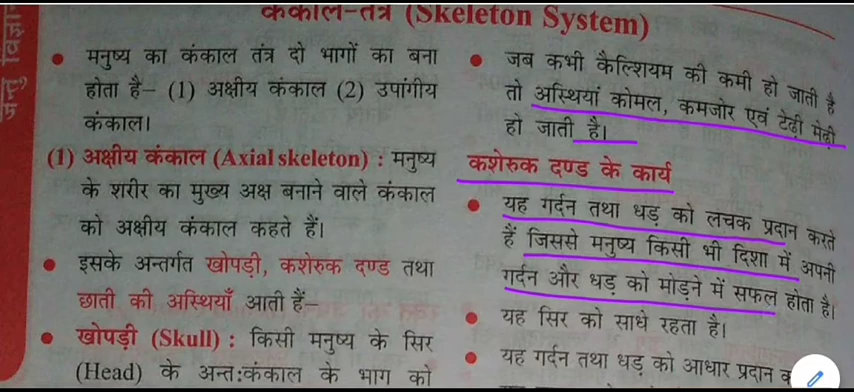 कंकाल-तंत्र (Skeleton System)
मनुष्य का कंकाल तंत्र दो भागों का बना
होता है– (1) अक्षीय कंकाल (2) उपांगीय
कंकाल।
(1) अक्षीय कंकाल (Axial skeleton) : मनुष्य
के शरीर का मुख्य अक्ष बनाने वाले कंकाल
को अक्षीय कंकाल कहते हैं।
इसके अन्तर्गत खोपड़ी, कशेरुक दण्ड तथा
छाती की अस्थियाँ आती हैं–
खोपड़ी (Skull) : किसी मनुष्य के सिर
(Head) के अन्त:कंकाल के भाग को
जब कभी कैल्शियम की कमी हो जाती है
तो अस्थियां कोमल, कमजोर एवं टेढ़ी मेढ़ी
हो जाती है।
कशेरुक दण्ड के कार्य
यह गर्दन तथा धड़ को लचक प्रदान करते
हैं जिससे मनुष्य किसी भी दिशा में अपनी
गर्दन और धड़ को मोड़ने में सफल होता है।
यह सिर को साधे रहता है।
यह गर्दन तथा धड़ को आधार प्रदान
जन्तु